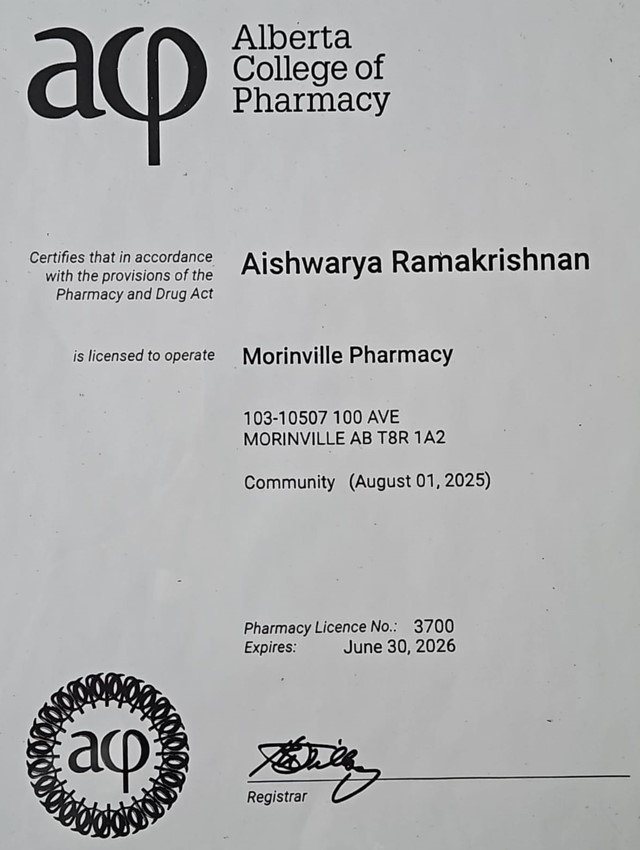 acp
Alberta
College of
Pharmacy
Certifies that in accordance
with the provisions of the
Pharmacy and Drug Act
Aishwarya Ramakrishnan
is licensed to operate
Morinville Pharmacy
103-10507 100 AVE
MORINVILLE AB T8R 1A2
Community (August 01, 2025)
Pharmacy Licence No.: 3700
Expires: June 30, 2026
acp
Registrar